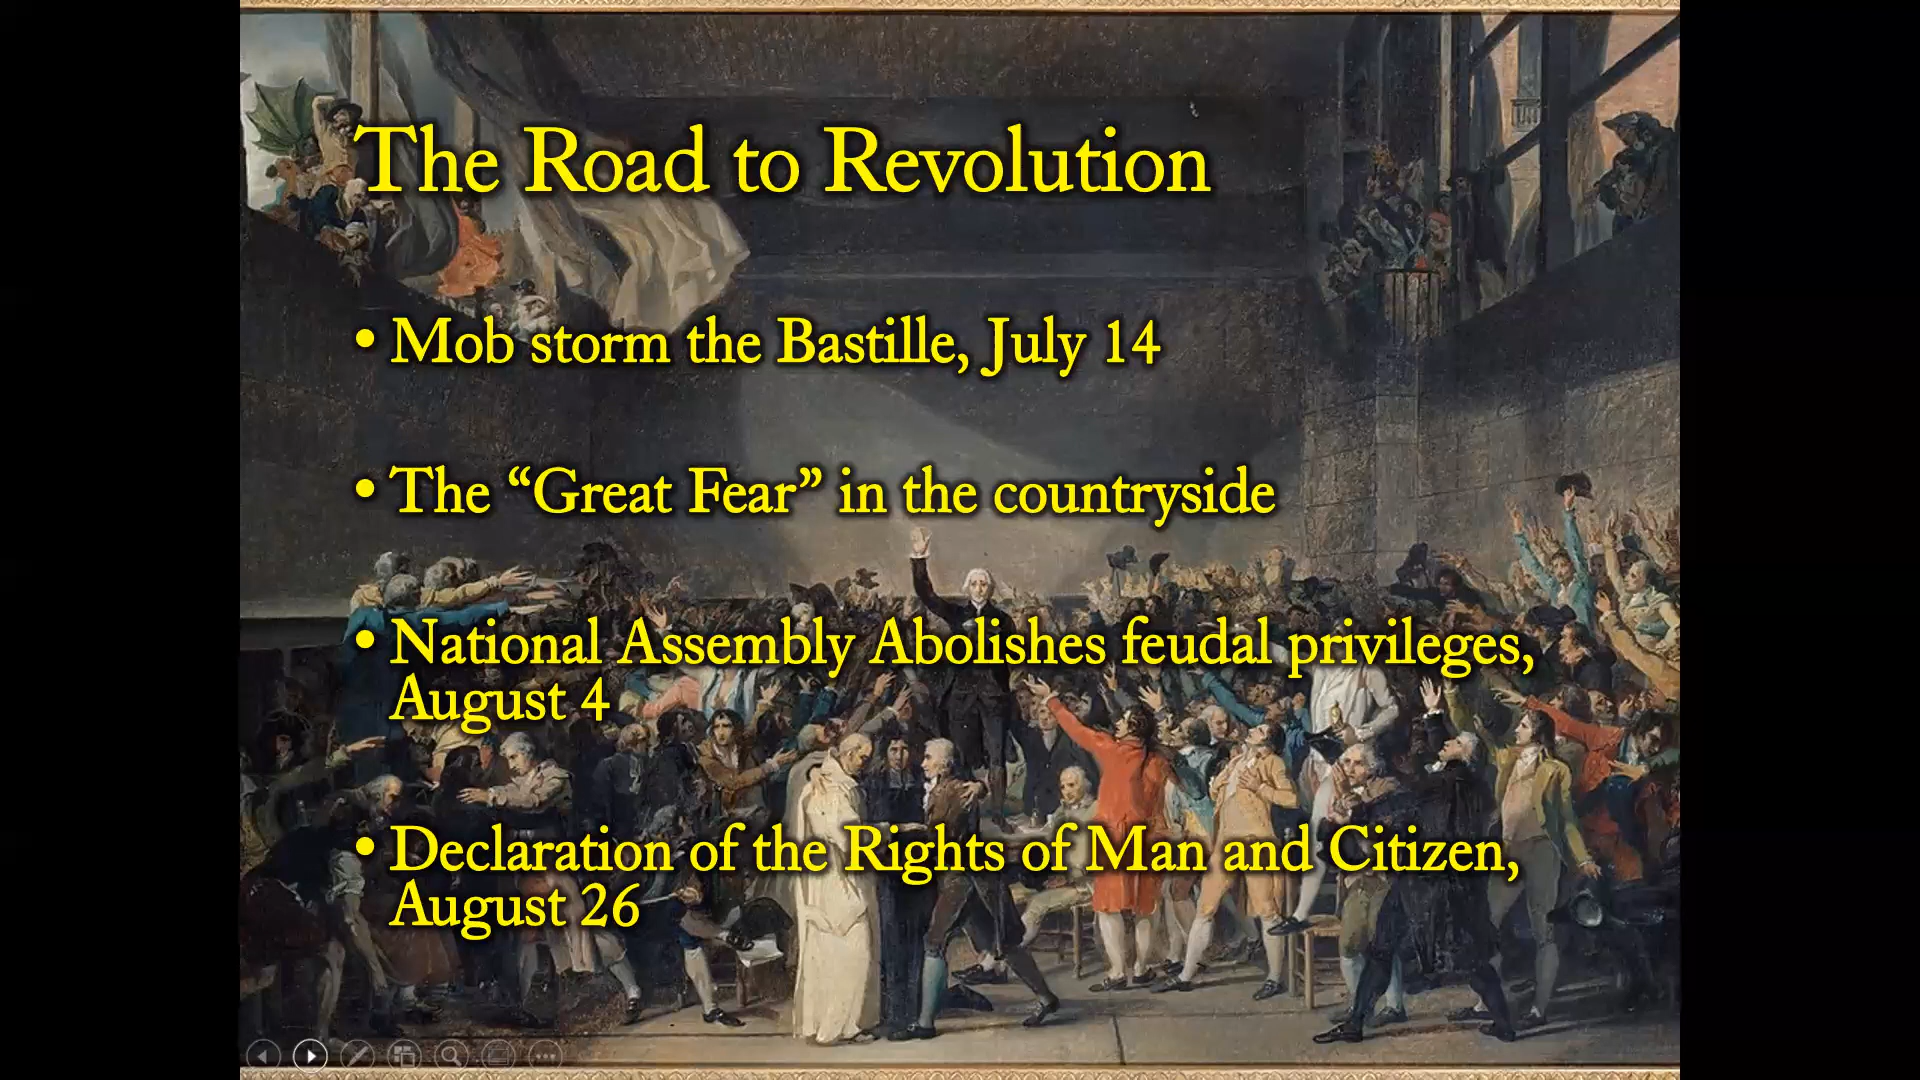 The Road to Revolution
• Mob storm the Bastille, July 14
• The “Great Fear” in the countryside
• National Assembly Abolishes feudal privileges,
August 4
• Declaration of the Rights of Man and Citizen,
August 26